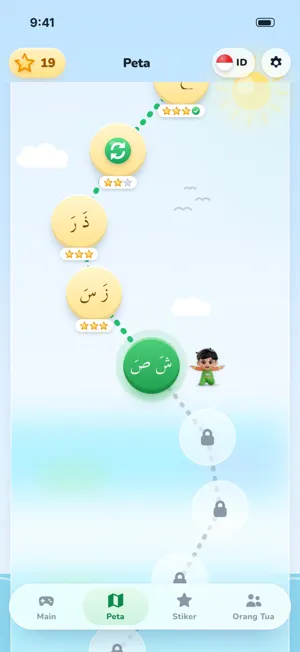 9:41
19
Peta
ID
ذَ رَ
زَ سَ
شَ صَ
Main
Peta
Stiker
Orang Tua